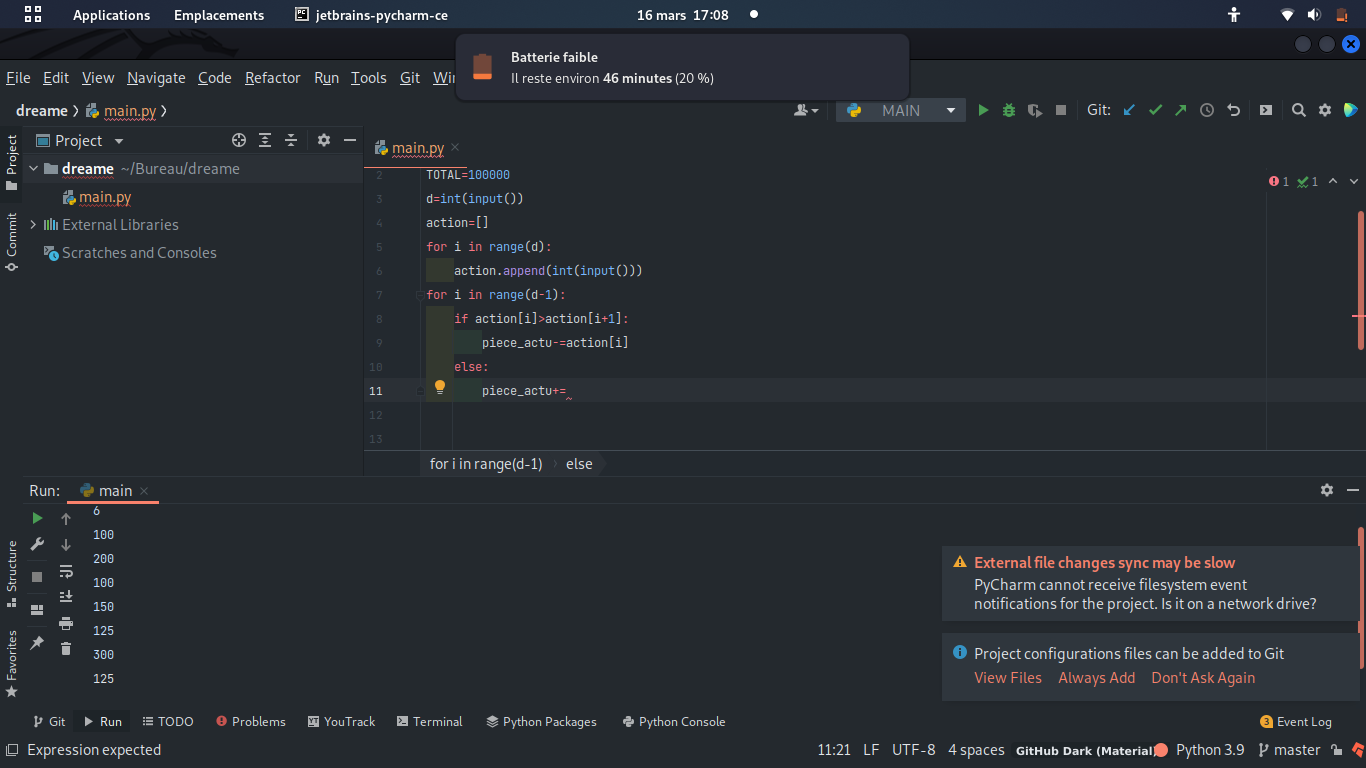 Applications Emplacements jetbrains-pycharm-ce 16 mars 17:08
Batterie faible
Il reste environ 46 minutes (20 %)
File Edit View Navigate Code Refactor Run Tools Git Win
dreame main.py MAIN Git:
Project
main.py
dreame ~/Bureau/dreame
main.py
External Libraries
Scratches and Consoles
Project
Commit
1 1
2 TOTAL=100000
3 d=int(input())
4 action=[]
5 for i in range(d):
6 action.append(int(input()))
7 for i in range(d-1):
8 if action[i]>action[i+1]:
9 piece_actu-=action[i]
10 else:
11 piece_actu+=
12
13
for i in range(d-1) else
Run: main
6
100
200
100
150
125
300
125
Structure
Favorites
External file changes sync may be slow
PyCharm cannot receive filesystem event
notifications for the project. Is it on a network drive?
Project configurations files can be added to Git
View Files Always Add Don't Ask Again
Git Run TODO Problems YouTrack Terminal Python Packages Python Console 3 Event Log
Expression expected 11:21 LF UTF-8 4 spaces GitHub Dark (Material) Python 3.9 master